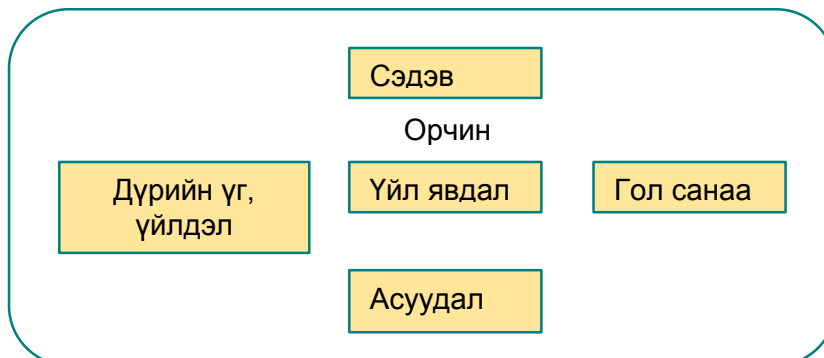 Сэдэв
Орчин
Дүрийн үг,
үйлдэл
Үйл явдал
Гол санаа
Асуудал